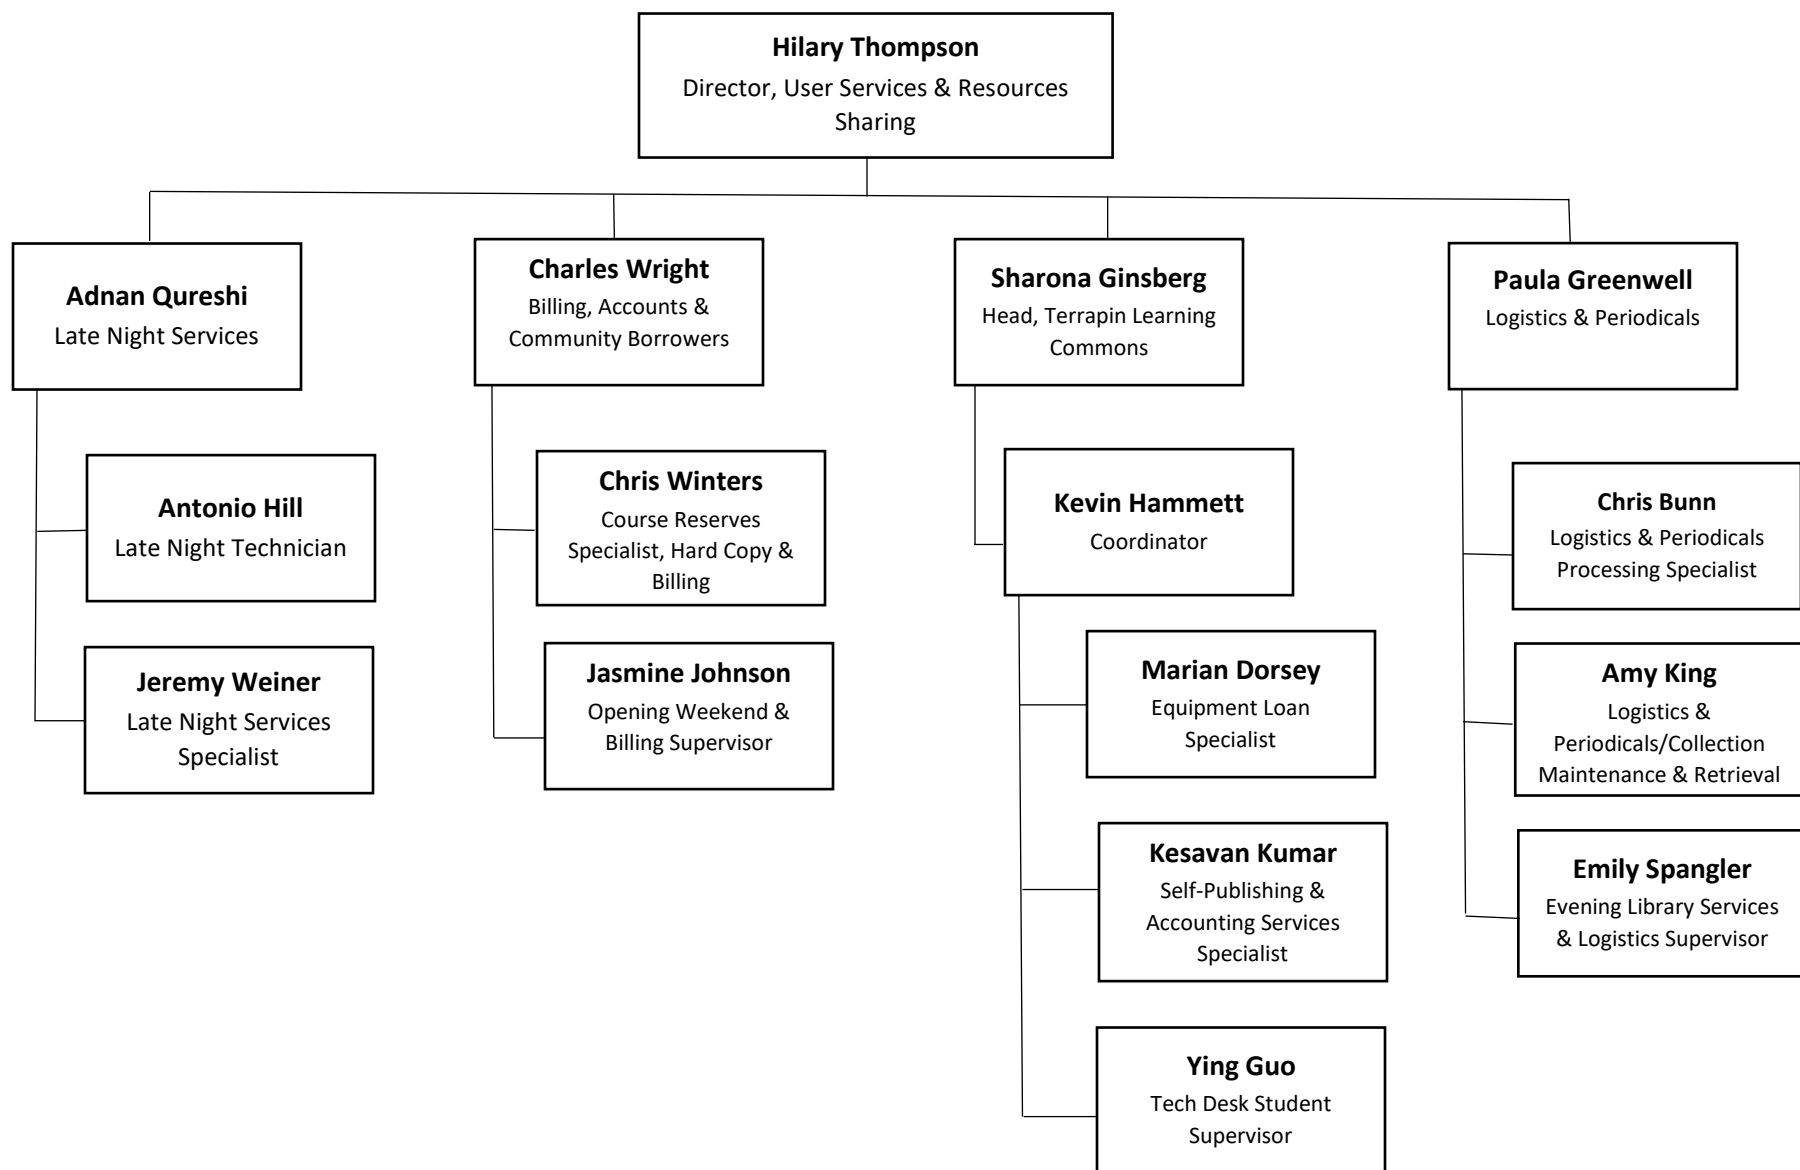 Hilary Thompson
Director, User Services & Resources
Sharing
Adnan Qureshi
Late Night Services
Charles Wright
Billing, Accounts &
Community Borrowers
Sharona Ginsberg
Head, Terrapin Learning
Commons
Paula Greenwell
Logistics & Periodicals
Antonio Hill
Late Night Technician
Jeremy Weiner
Late Night Services
Specialist
Chris Winters
Course Reserves
Specialist, Hard Copy &
Billing
Jasmine Johnson
Opening Weekend &
Billing Supervisor
Kevin Hammett
Coordinator
Marian Dorsey
Equipment Loan
Specialist
Kesavan Kumar
Self-Publishing &
Accounting Services
Specialist
Ying Guo
Tech Desk Student
Supervisor
Chris Bunn
Logistics & Periodicals
Processing Specialist
Amy King
Logistics &
Periodicals/Collection
Maintenance & Retrieval
Emily Spangler
Evening Library Services
& Logistics Supervisor